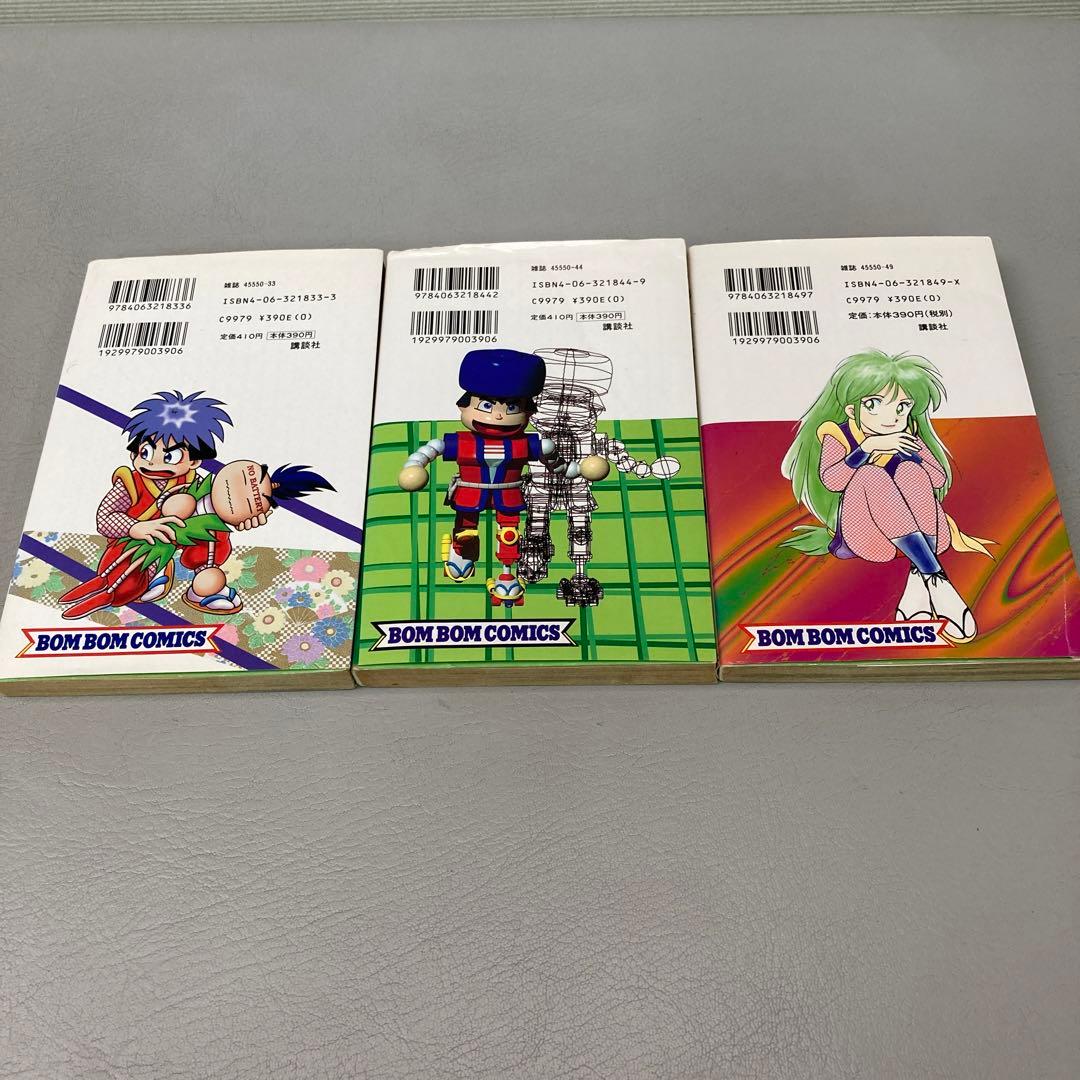 9784063218336
雑誌 45550-33
ISBN4-06-321833-3
C9979 ¥390E(0)
定価410円 本体390円
講談社
1929979003906
NO BATTERY
BOM BOM COMICS
9784063218442
雑誌 45550-44
ISBN4-06-321844-9
C9979 ¥390E(0)
定価410円 本体390円
講談社
1929979003906
BOM BOM COMICS
9784063218497
雑誌 45550-49
ISBN4-06-321849-X
C9979 ¥390E(0)
定価:本体390円(税別)
講談社
1929979003906
BOM BOM COMICS